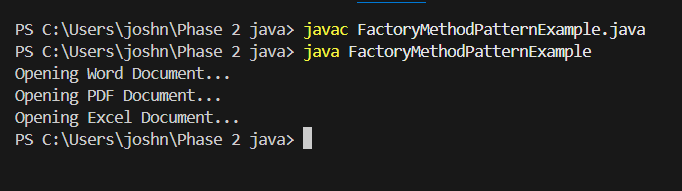 PS C:\Users\joshn\Phase 2 java> javac FactoryMethodPatternExample.java
PS C:\Users\joshn\Phase 2 java> java FactoryMethodPatternExample
Opening Word Document...
Opening PDF Document...
Opening Excel Document...
PS C:\Users\joshn\Phase 2 java>